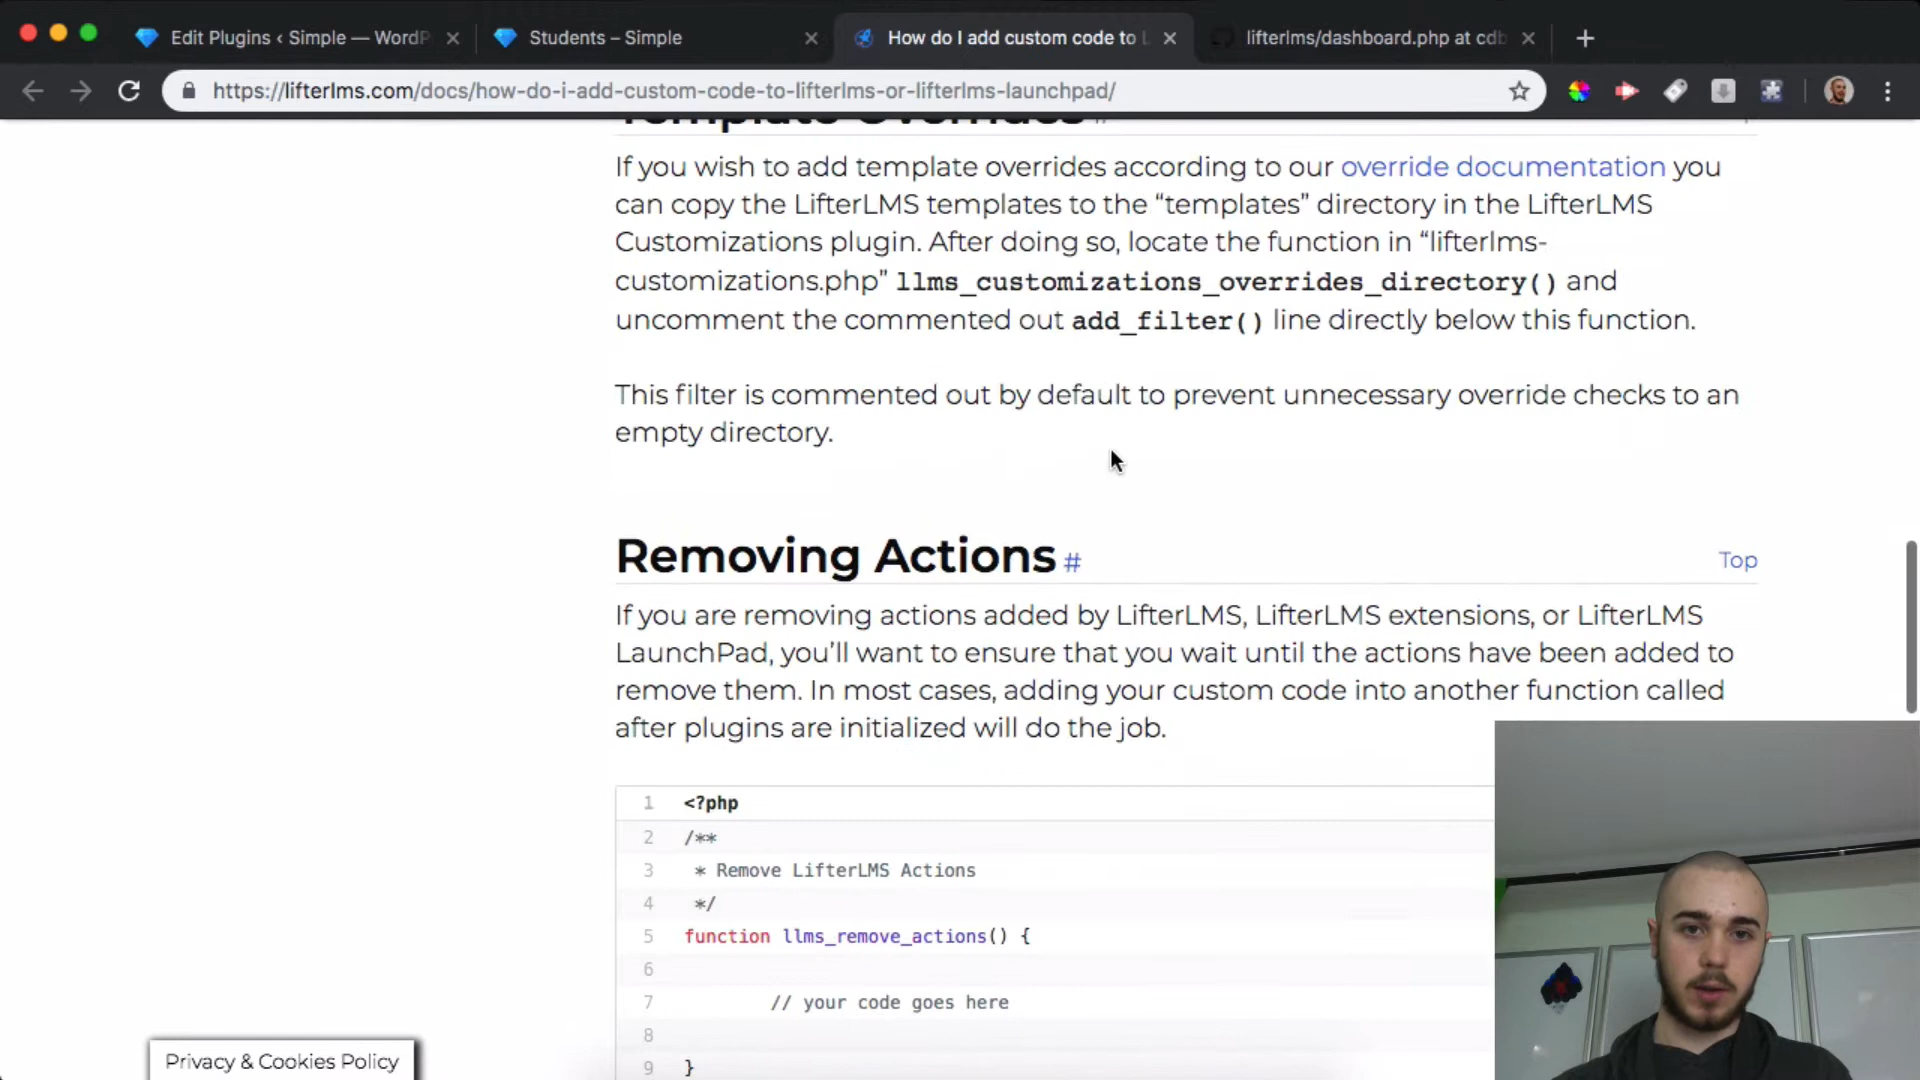 Edit Plugins ‹ Simple — WordP
Students – Simple
How do I add custom code to L
lifterlms/dashboard.php at cdb
https://lifterlms.com/docs/how-do-i-add-custom-code-to-lifterlms-or-lifterlms-launchpad/
Template Overrides #
If you wish to add template overrides according to our override documentation you
can copy the LifterLMS templates to the “templates” directory in the LifterLMS
Customizations plugin. After doing so, locate the function in “lifterlms-
customizations.php” llms_customizations_overrides_directory() and
uncomment the commented out add_filter() line directly below this function.
This filter is commented out by default to prevent unnecessary override checks to an
empty directory.
Removing Actions #
Top
If you are removing actions added by LifterLMS, LifterLMS extensions, or LifterLMS
LaunchPad, you’ll want to ensure that you wait until the actions have been added to
remove them. In most cases, adding your custom code into another function called
after plugins are initialized will do the job.
1 <?php
2 /**
3 * Remove LifterLMS Actions
4 */
5 function llms_remove_actions() {
6
7 // your code goes here
8
9 }
Privacy & Cookies Policy